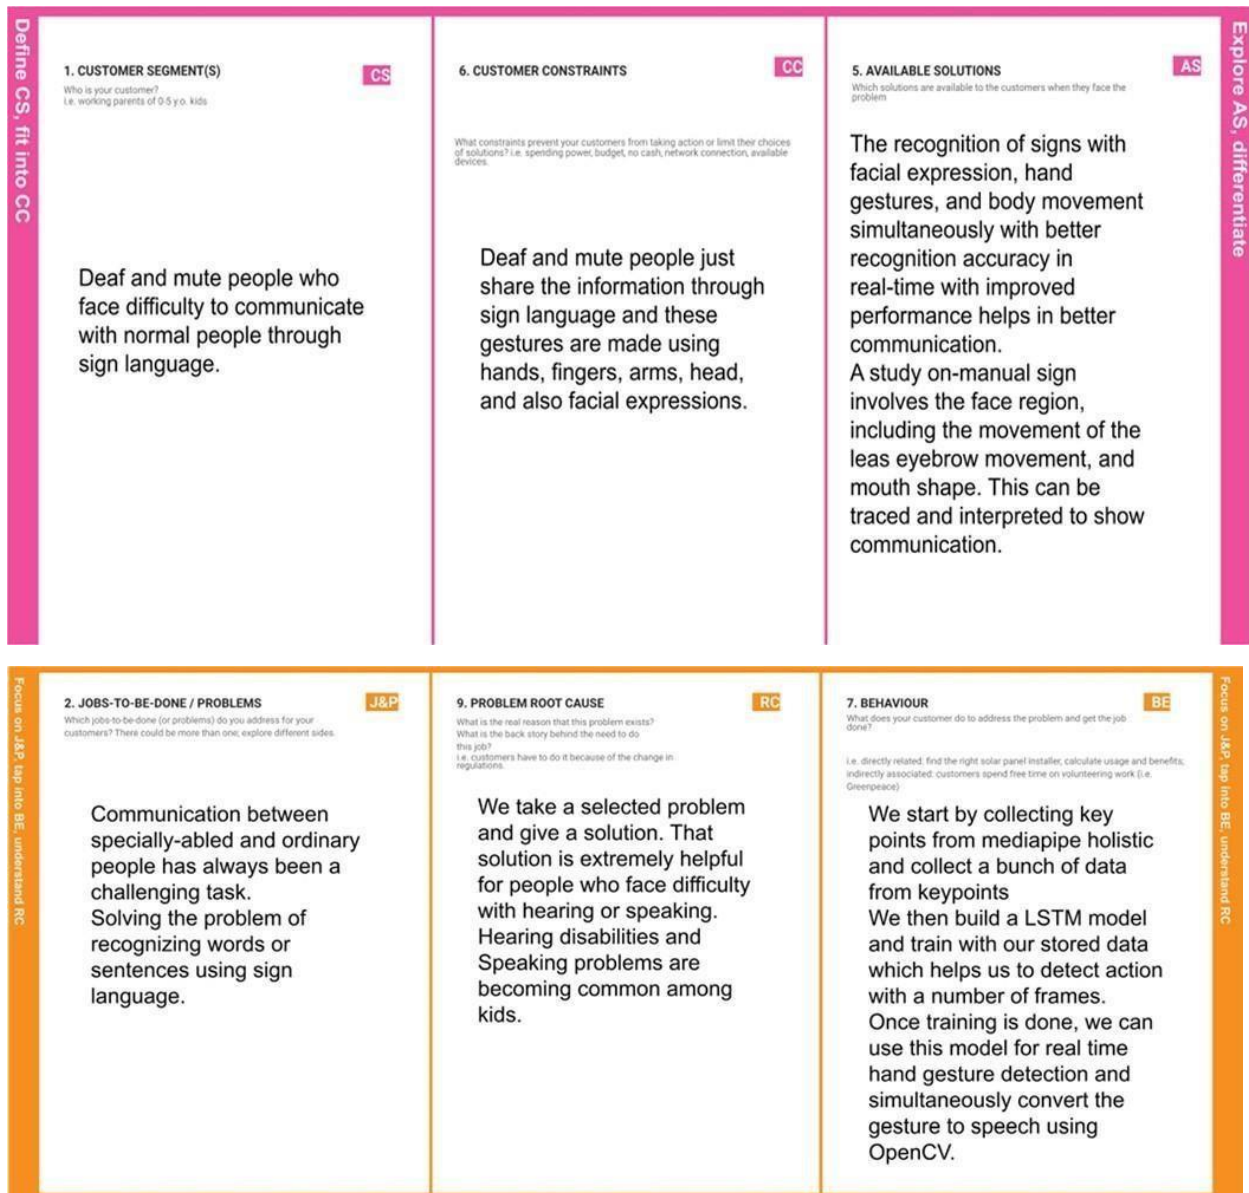 Define CS, fit into CC
1. CUSTOMER SEGMENT(S)
CS
Who is your customer?
i.e. working parents of 0-5 y.o. kids
Deaf and mute people who
face difficulty to communicate
with normal people through
sign language.
6. CUSTOMER CONSTRAINTS
CC
What constraints prevent your customers from taking action or limit their choices
of solutions? i.e. spending power, budget, no cash, network connection, available
devices.
Deaf and mute people just
share the information through
sign language and these
gestures are made using
hands, fingers, arms, head,
and also facial expressions.
5. AVAILABLE SOLUTIONS
AS
Which solutions are available to the customers when they face the
problem
The recognition of signs with
facial expression, hand
gestures, and body movement
simultaneously with better
recognition accuracy in
real-time with improved
performance helps in better
communication.
A study on-manual sign
involves the face region,
including the movement of the
leas eyebrow movement, and
mouth shape. This can be
traced and interpreted to show
communication.
Explore AS, differentiate
Focus on J&P, tap into BE, understand RC
2. JOBS-TO-BE-DONE / PROBLEMS
J&P
Which jobs-to-be-done (or problems) do you address for your
customers? There could be more than one; explore different sides.
Communication between
specially-abled and ordinary
people has always been a
challenging task.
Solving the problem of
recognizing words or
sentences using sign
language.
9. PROBLEM ROOT CAUSE
RC
What is the real reason that this problem exists?
What is the back story behind the need to do
this job?
i.e. customers have to do it because of the change in
regulations.
We take a selected problem
and give a solution. That
solution is extremely helpful
for people who face difficulty
with hearing or speaking.
Hearing disabilities and
Speaking problems are
becoming common among
kids.
7. BEHAVIOUR
BE
What does your customer do to address the problem and get the job
done?
i.e. directly related: find the right solar panel installer, calculate usage and benefits;
indirectly associated: customers spend free time on volunteering work (i.e.
Greenpeace)
We start by collecting key
points from mediapipe holistic
and collect a bunch of data
from keypoints
We then build a LSTM model
and train with our stored data
which helps us to detect action
with a number of frames.
Once training is done, we can
use this model for real time
hand gesture detection and
simultaneously convert the
gesture to speech using
OpenCV.
Focus on J&P, tap into BE, understand RC